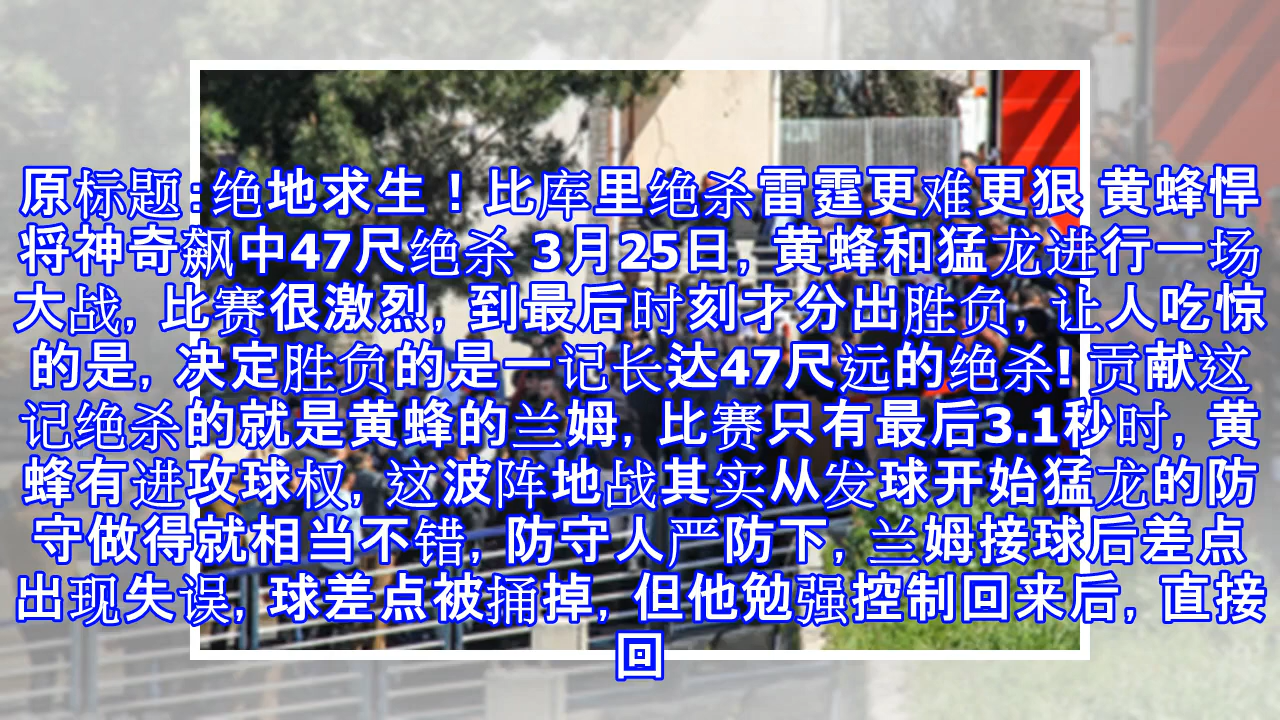 原标题:绝地求生！比库里绝杀雷霆更难更狠 黄蜂悍
将神奇飙中47尺绝杀 3月25日, 黄蜂和猛龙进行一场
大战, 比赛很激烈, 到最后时刻才分出胜负, 让人吃惊
的是, 决定胜负的是一记长达47尺远的绝杀! 贡献这
记绝杀的就是黄蜂的兰姆, 比赛只有最后3.1秒时, 黄
蜂有进攻球权, 这波阵地战其实从发球开始猛龙的防
守做得就相当不错, 防守人严防下, 兰姆接球后差点
出现失误, 球差点被捅掉, 但他勉强控制回来后, 直接
回